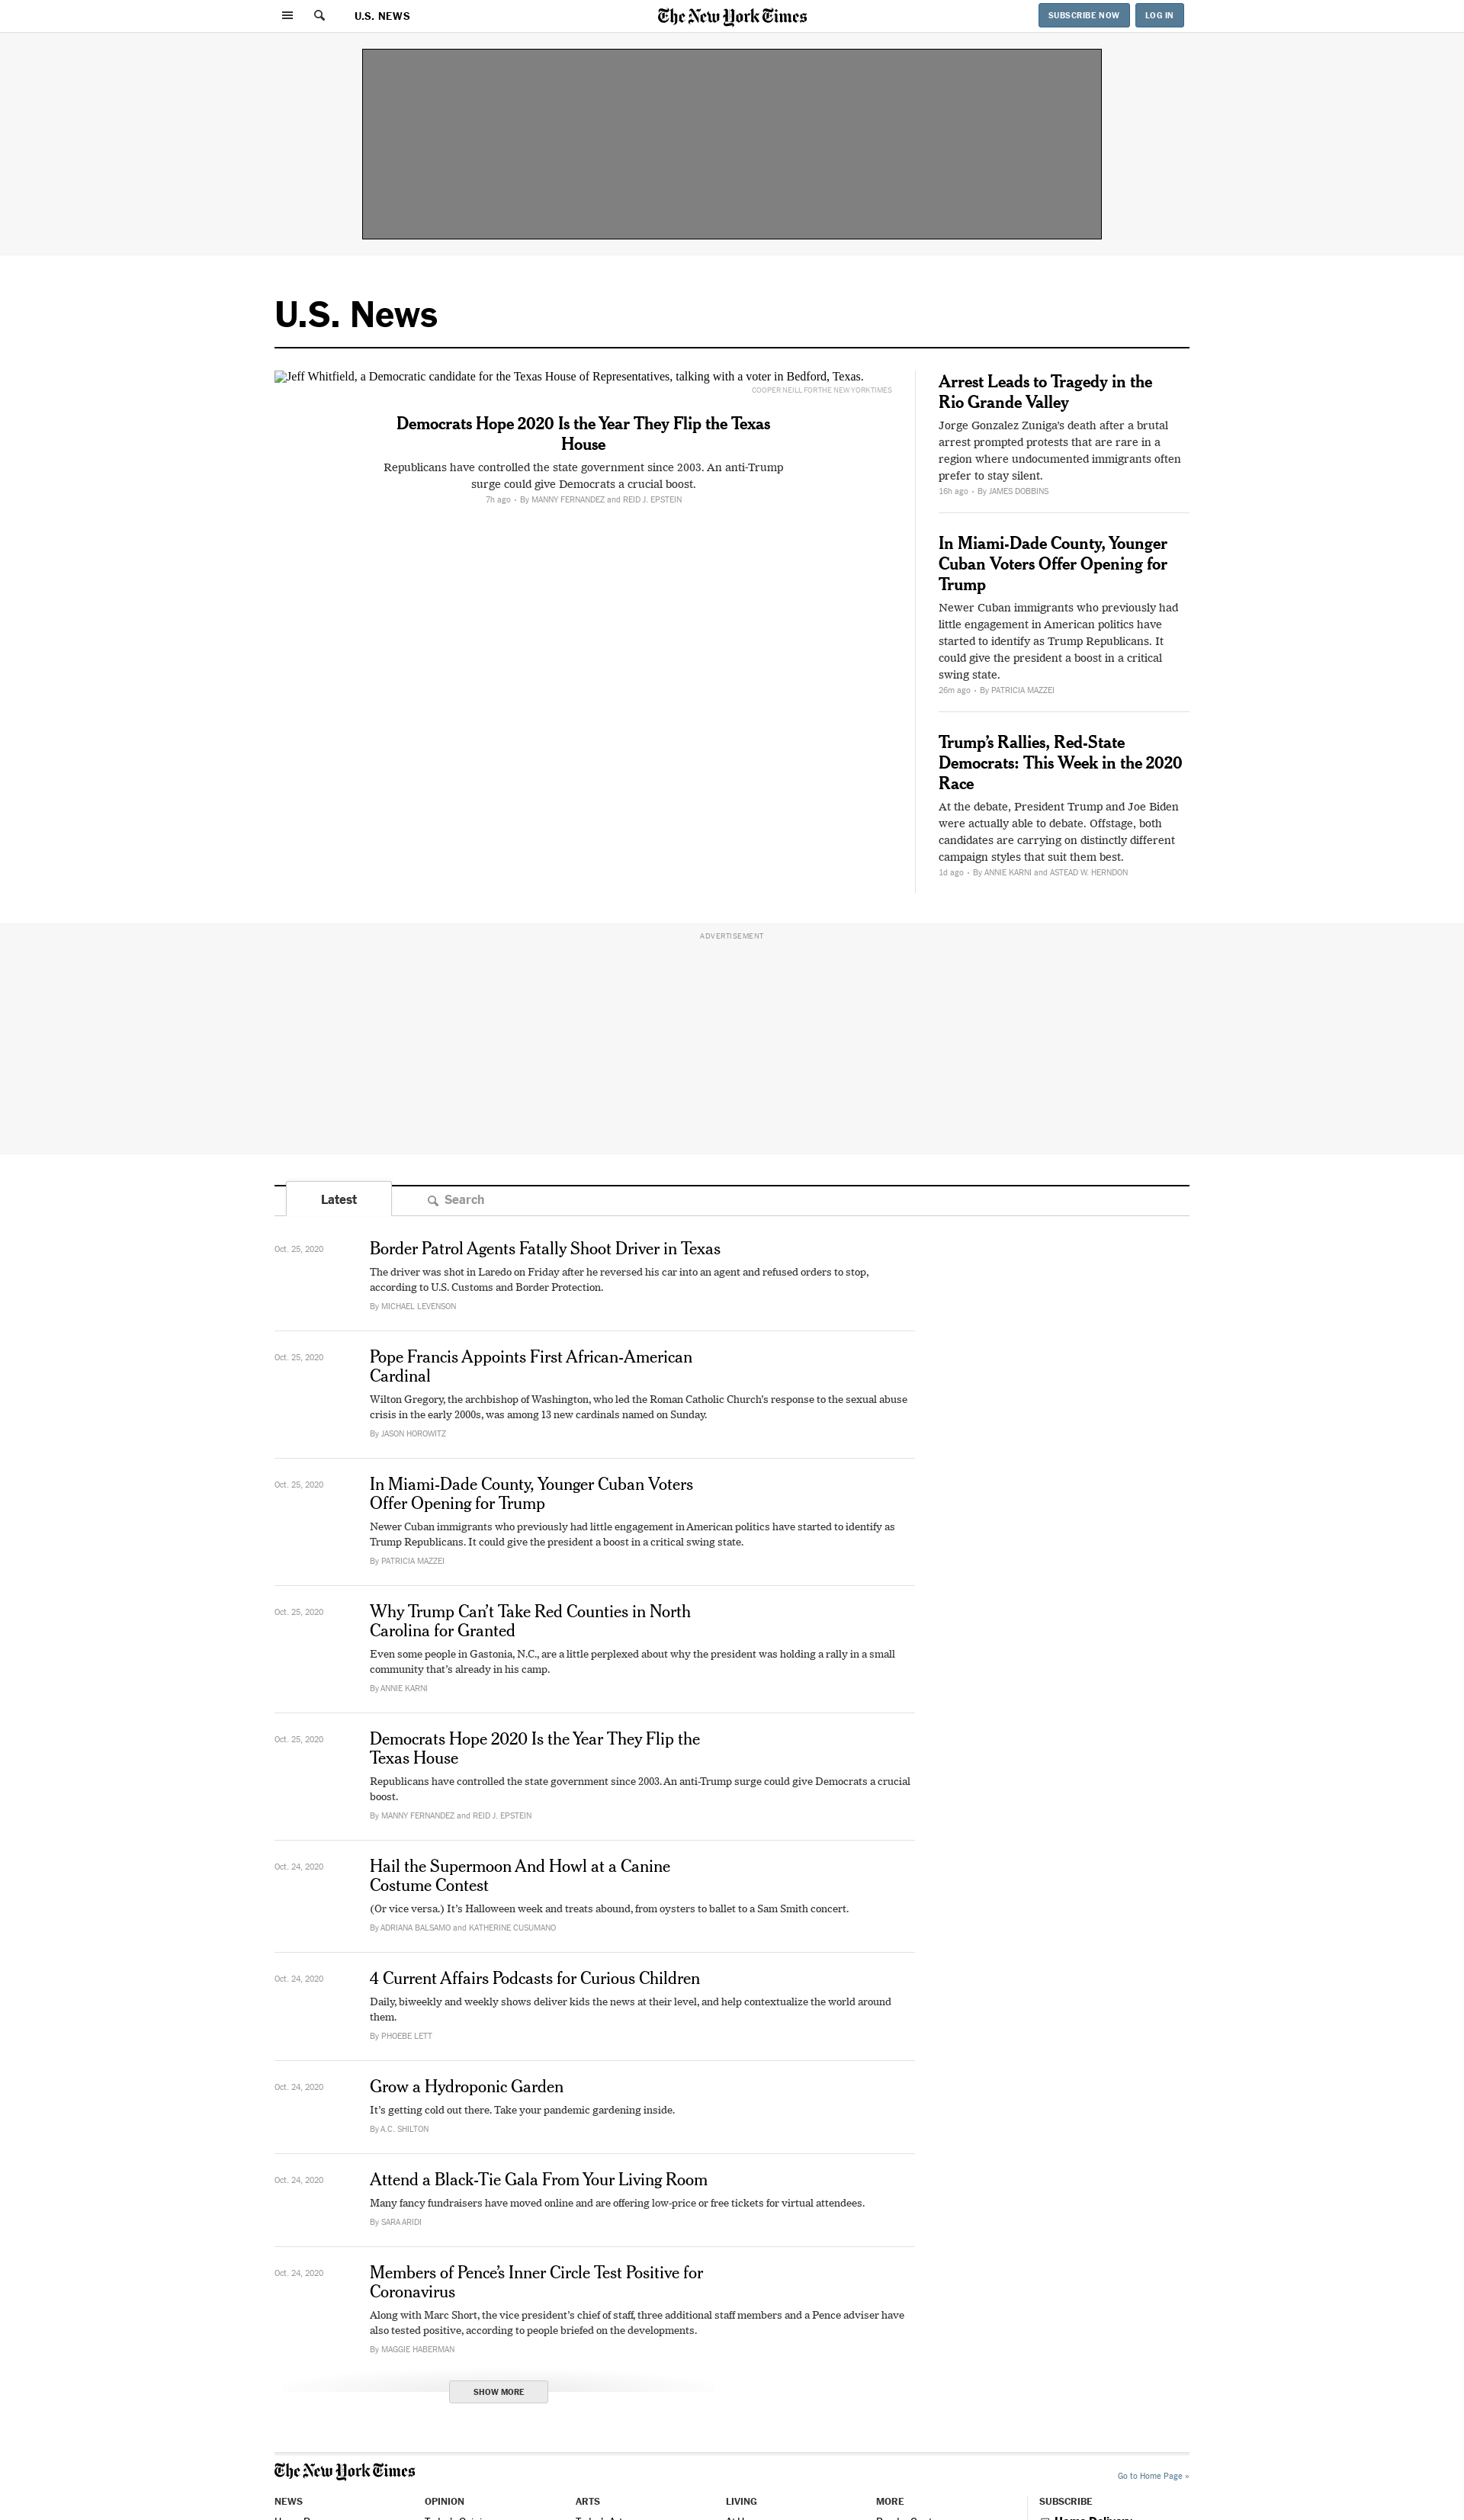 U.S. NEWS
The New York Times
SUBSCRIBE NOW
LOG IN
U.S. News
Jeff Whitfield, a Democratic candidate for the Texas House of Representatives, talking with a voter in Bedford, Texas.
COOPER NEILL FOR THE NEW YORK TIMES
Democrats Hope 2020 Is the Year They Flip the Texas
House
Republicans have controlled the state government since 2003. An anti-Trump
surge could give Democrats a crucial boost.
7h ago • By MANNY FERNANDEZ and REID J. EPSTEIN
Arrest Leads to Tragedy in the
Rio Grande Valley
Jorge Gonzalez Zuniga’s death after a brutal
arrest prompted protests that are rare in a
region where undocumented immigrants often
prefer to stay silent.
16h ago • By JAMES DOBBINS
In Miami-Dade County, Younger
Cuban Voters Offer Opening for
Trump
Newer Cuban immigrants who previously had
little engagement in American politics have
started to identify as Trump Republicans. It
could give the president a boost in a critical
swing state.
26m ago • By PATRICIA MAZZEI
Trump’s Rallies, Red-State
Democrats: This Week in the 2020
Race
At the debate, President Trump and Joe Biden
were actually able to debate. Offstage, both
candidates are carrying on distinctly different
campaign styles that suit them best.
1d ago • By ANNIE KARNI and ASTEAD W. HERNDON
ADVERTISEMENT
Latest
Search
Oct. 25, 2020
Border Patrol Agents Fatally Shoot Driver in Texas
The driver was shot in Laredo on Friday after he reversed his car into an agent and refused orders to stop,
according to U.S. Customs and Border Protection.
By MICHAEL LEVENSON
Oct. 25, 2020
Pope Francis Appoints First African-American
Cardinal
Wilton Gregory, the archbishop of Washington, who led the Roman Catholic Church’s response to the sexual abuse
crisis in the early 2000s, was among 13 new cardinals named on Sunday.
By JASON HOROWITZ
Oct. 25, 2020
In Miami-Dade County, Younger Cuban Voters
Offer Opening for Trump
Newer Cuban immigrants who previously had little engagement in American politics have started to identify as
Trump Republicans. It could give the president a boost in a critical swing state.
By PATRICIA MAZZEI
Oct. 25, 2020
Why Trump Can’t Take Red Counties in North
Carolina for Granted
Even some people in Gastonia, N.C., are a little perplexed about why the president was holding a rally in a small
community that’s already in his camp.
By ANNIE KARNI
Oct. 25, 2020
Democrats Hope 2020 Is the Year They Flip the
Texas House
Republicans have controlled the state government since 2003. An anti-Trump surge could give Democrats a crucial
boost.
By MANNY FERNANDEZ and REID J. EPSTEIN
Oct. 24, 2020
Hail the Supermoon And Howl at a Canine
Costume Contest
(Or vice versa.) It’s Halloween week and treats abound, from oysters to ballet to a Sam Smith concert.
By ADRIANA BALSAMO and KATHERINE CUSUMANO
Oct. 24, 2020
4 Current Affairs Podcasts for Curious Children
Daily, biweekly and weekly shows deliver kids the news at their level, and help contextualize the world around
them.
By PHOEBE LETT
Oct. 24, 2020
Grow a Hydroponic Garden
It’s getting cold out there. Take your pandemic gardening inside.
By A.C. SHILTON
Oct. 24, 2020
Attend a Black-Tie Gala From Your Living Room
Many fancy fundraisers have moved online and are offering low-price or free tickets for virtual attendees.
By SARA ARIDI
Oct. 24, 2020
Members of Pence’s Inner Circle Test Positive for
Coronavirus
Along with Marc Short, the vice president’s chief of staff, three additional staff members and a Pence adviser have
also tested positive, according to people briefed on the developments.
By MAGGIE HABERMAN
SHOW MORE
The New York Times
Go to Home Page »
NEWS
OPINION
ARTS
LIVING
MORE
SUBSCRIBE